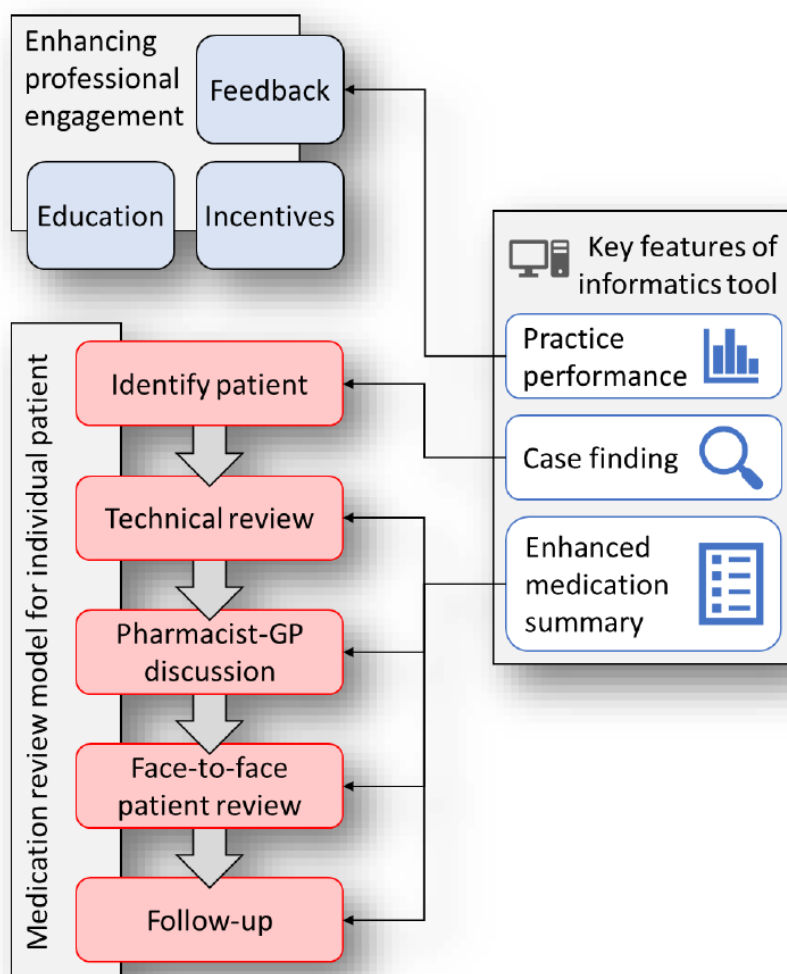 Enhancing
professional
engagement
Feedback
Education
Incentives
Key features of
informatics tool
Practice
performance
Case finding
Enhanced
medication
summary
Medication review model for individual patient
Identify patient
Technical review
Pharmacist-GP
discussion
Face-to-face
patient review
Follow-up